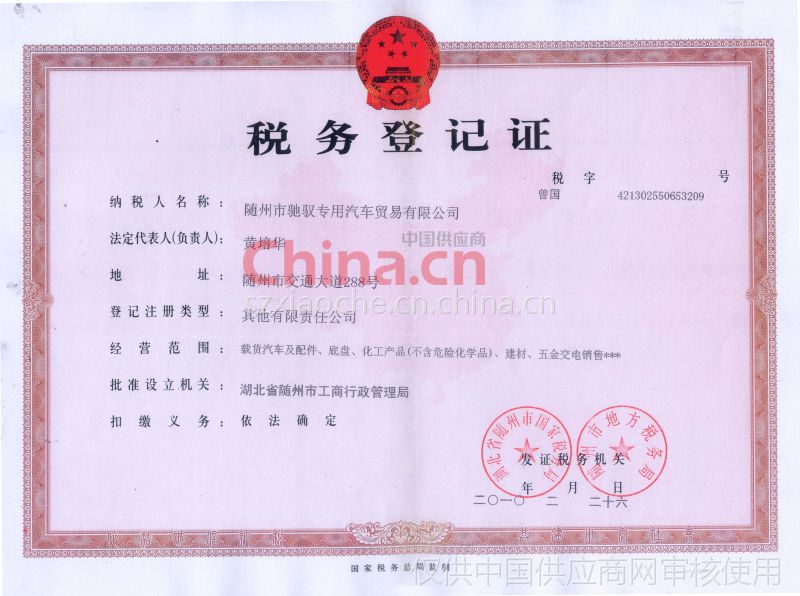 税务登记证
税 字 号
曾国 421302550653209
纳税人名称： 随州市驰驭专用汽车贸易有限公司
法定代表人(负责人)： 黄培华
中国供应商
China.cn
地 址： 随州市交通大道288号
szxlaoche.cn.china.cn
登记注册类型： 其他有限责任公司
经营范围： 载货汽车及配件、底盘、化工产品(不含危险化学品)、建材、五金交电销售***
批准设立机关： 湖北省随州市工商行政管理局
扣缴义务： 依法确定
湖北省随州市国家税务局
随州市地方税务局
发证税务机关
年 月 日
二〇一〇 二 二十六
国家税务总局监制
仅供中国供应商网审核使用